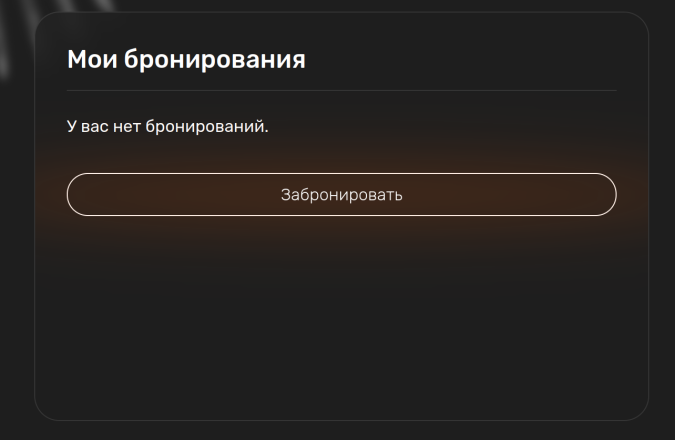 Мои бронирования
У вас нет бронирований.
Забронировать